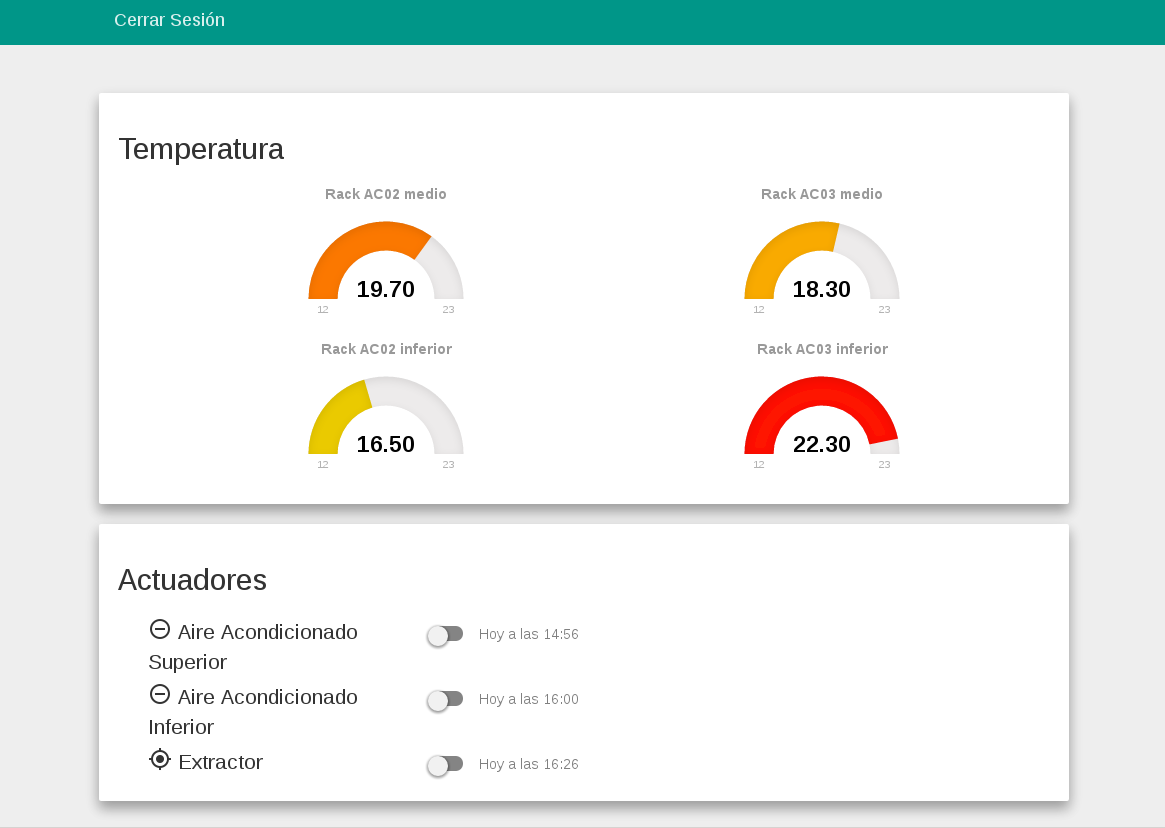 Cerrar Sesión
Temperatura
Rack AC02 medio
19.70
12 23
Rack AC03 medio
18.30
12 23
Rack AC02 inferior
16.50
12 23
Rack AC03 inferior
22.30
12 23
Actuadores
Aire Acondicionado
Superior
Hoy a las 14:56
Aire Acondicionado
Inferior
Hoy a las 16:00
Extractor
Hoy a las 16:26